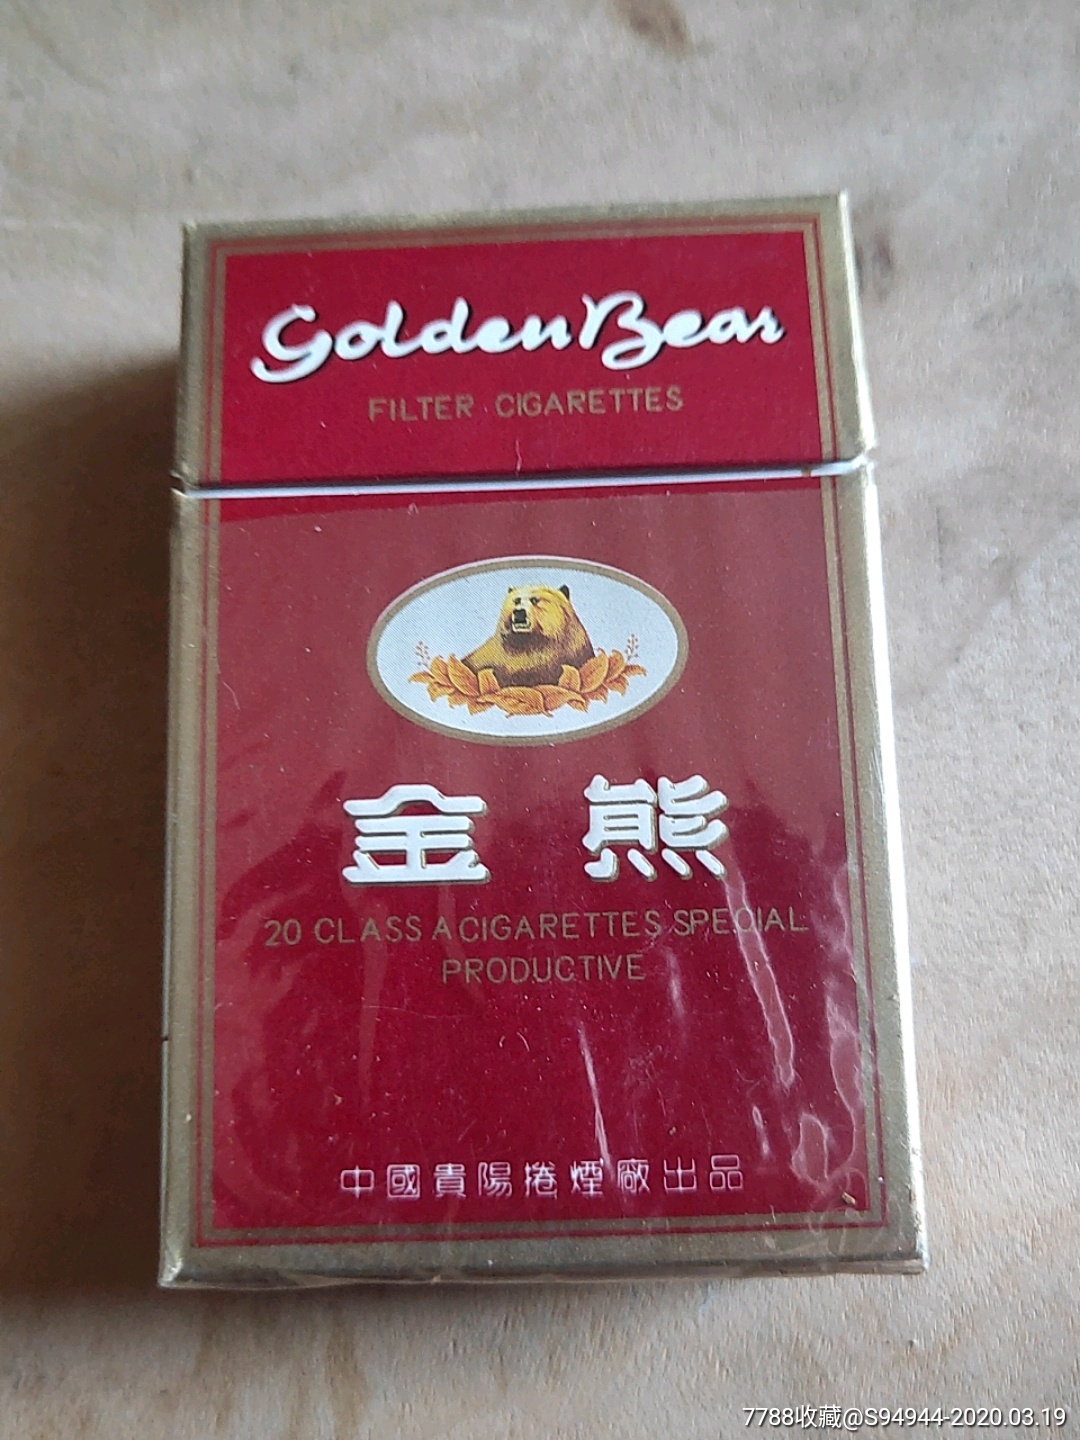 Golden Bear
FILTER CIGARETTES
金熊
20 CLASS A CIGARETTES SPECIAL
PRODUCTIVE
中國貴陽捲煙廠出品
7788收藏@S94944-2020.03.19